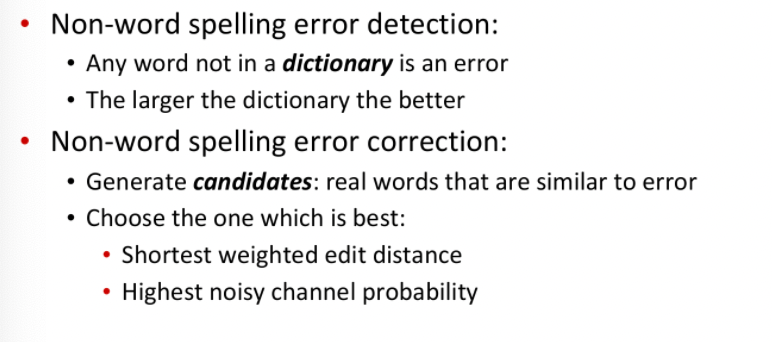 • Non-word spelling error detection:
• Any word not in a dictionary is an error
• The larger the dictionary the better
• Non-word spelling error correction:
• Generate candidates: real words that are similar to error
• Choose the one which is best:
• Shortest weighted edit distance
• Highest noisy channel probability